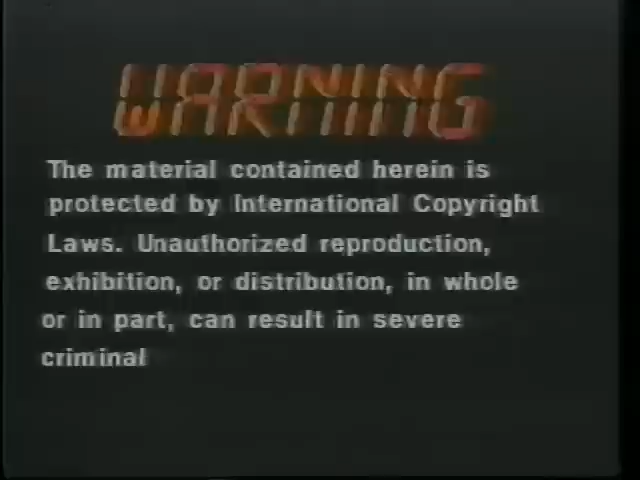 WARNING
The material contained herein is
protected by International Copyright
Laws. Unauthorized reproduction,
exhibition, or distribution, in whole
or in part, can result in severe
criminal